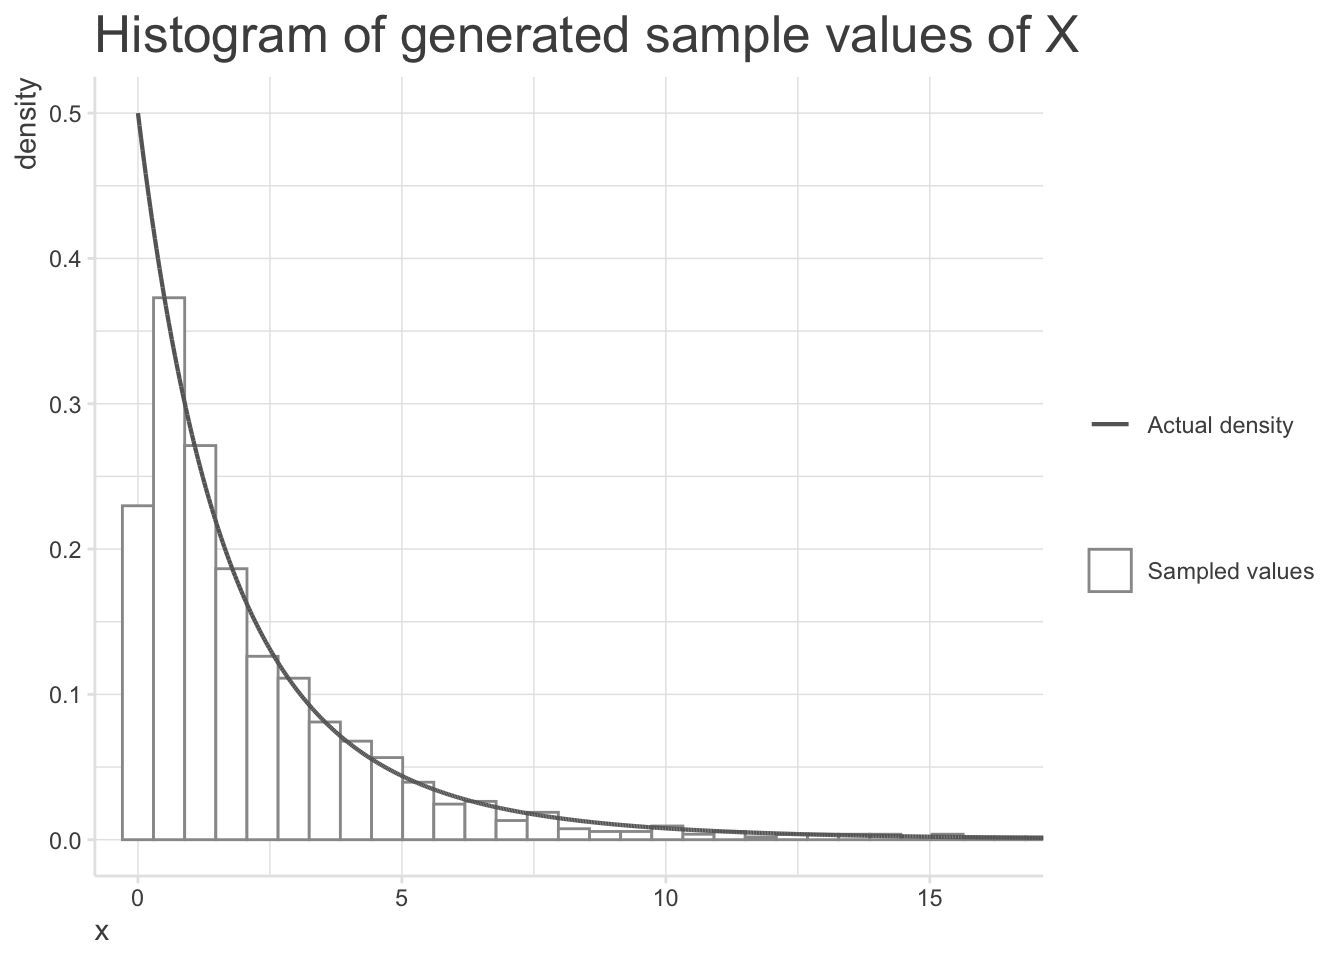 Histogram of generated sample values of X
density
0.5
0.4
0.3
0.2
0.1
0.0
0
5
10
15
x
Actual density
Sampled values